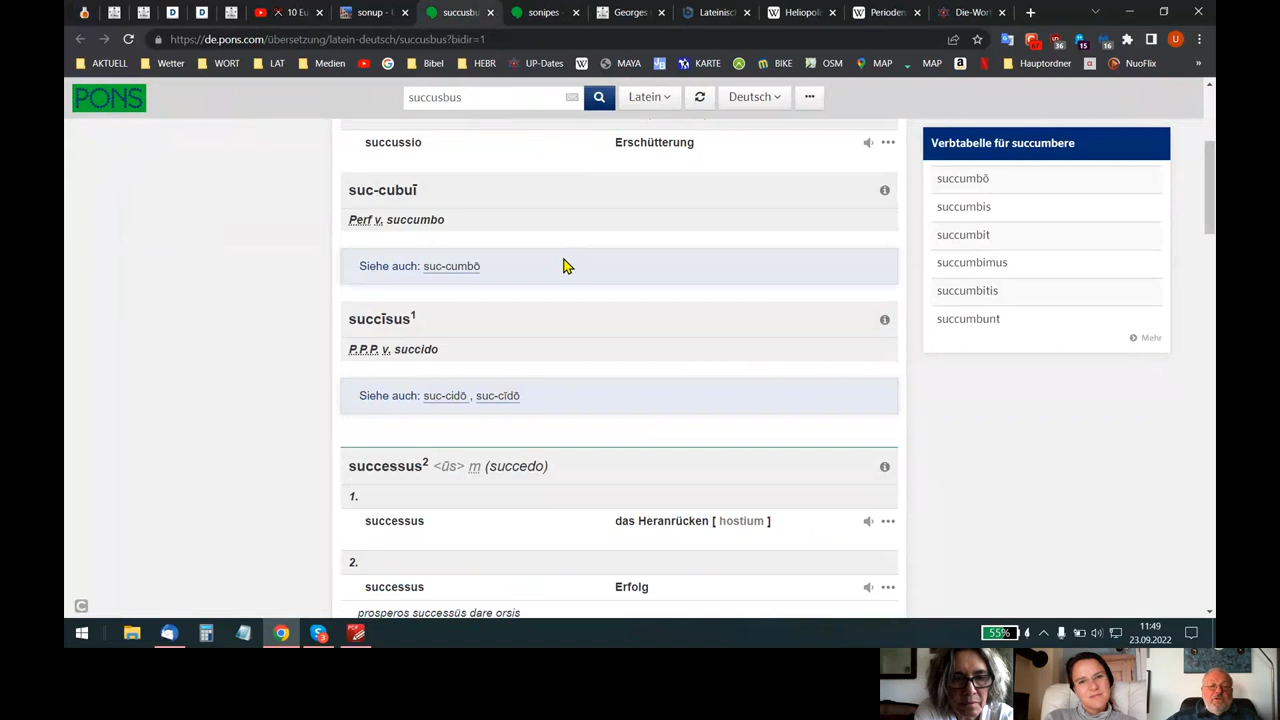 10 Eu
sonup -
succusbu
sonipes -
Georges
Lateinisch
Heliopol
Perioden
Die-Wort
https://de.pons.com/übersetzung/latein-deutsch/succusbus?bidir=1
AKTUELL Wetter WORT LAT Medien Bibel HEBR UP-Dates MAYA KARTE BIKE OSM MAP MAP Hauptordner NuoFlix »
PONS succusbus Latein Deutsch
succussio Erschütterung
suc-cubuī
Perf v. succumbo
Siehe auch: suc-cumbō
succīsus1
P.P.P. v. succido
Siehe auch: suc-cidō , suc-cīdō
successus2 <ūs> m (succedo)
1.
successus das Heranrücken [ hostium ]
2.
successus Erfolg
prosperos successūs dare orsis
Verbtabelle für succumbere
succumbō
succumbis
succumbit
succumbimus
succumbitis
succumbunt
Mehr
55%
11:49
23.09.2022